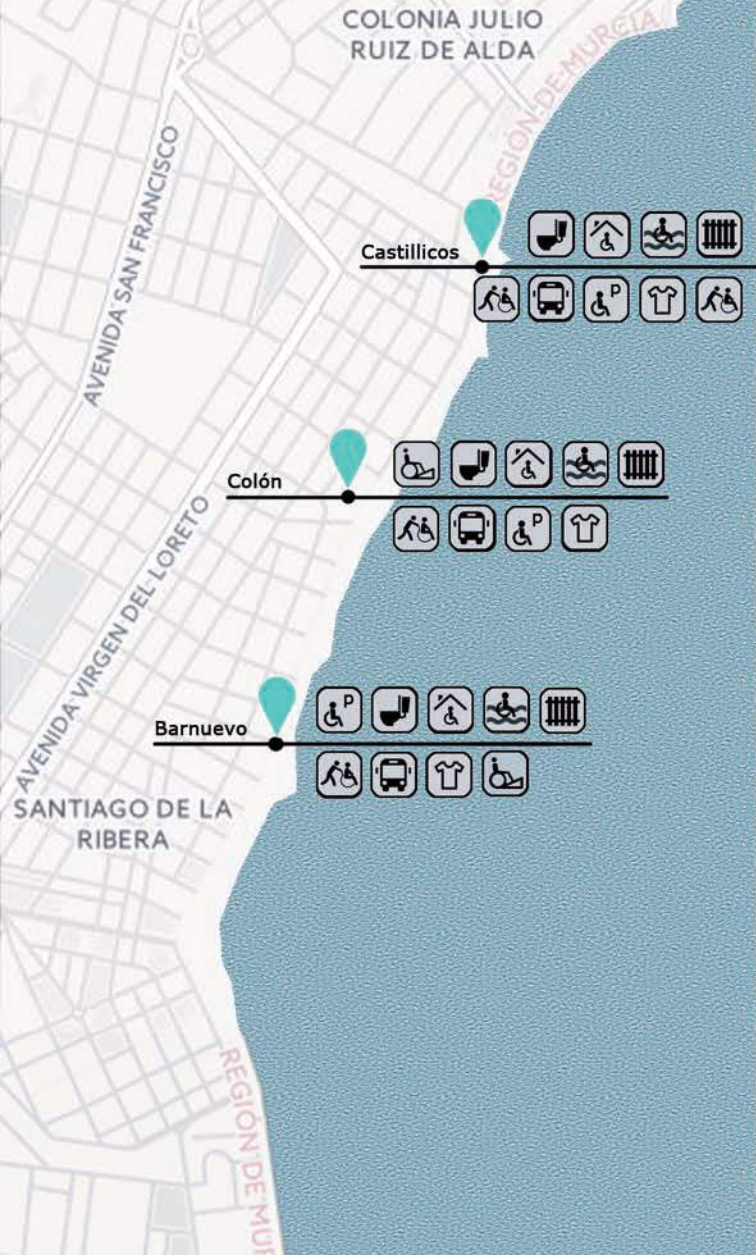 COLONIA JULIO
RUIZ DE ALDA
REGIÓN DE MURCIA
AVENIDA SAN FRANCISCO
Castillicos
P
Colón
P
AVENIDA VIRGEN DEL LORETO
P
Barnuevo
SANTIAGO DE LA
RIBERA
REGIÓN DE MUR